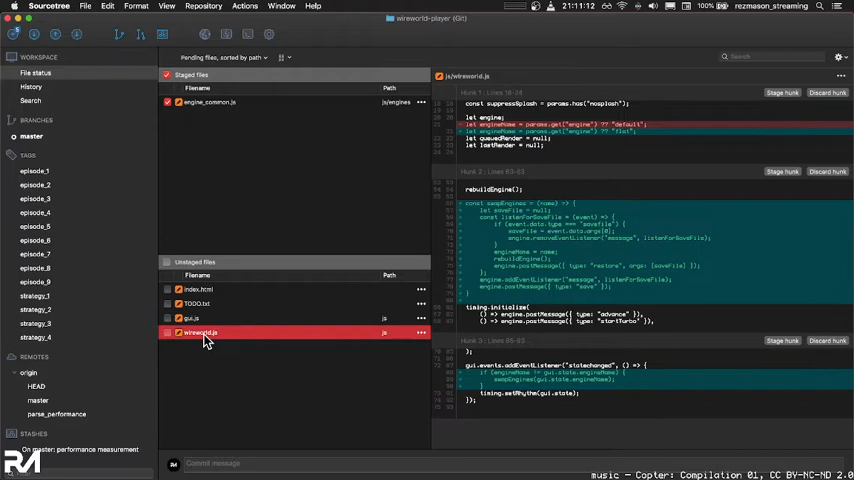 Sourcetree File Edit Format View Repository Actions Window Help 100% 21:11:12 rezmason_streaming
wireworld-player (Git)
Pending files, sorted by path
Search
WORKSPACE
File status
History
Search
BRANCHES
master
TAGS
episode_1
episode_2
episode_3
episode_4
episode_5
episode_6
episode_7
episode_8
episode_9
strategy_1
strategy_2
strategy_3
strategy_4
REMOTES
origin
HEAD
master
parse_performance
STASHES
On master: performance measurement
Staged files
Filename Path
engine_common.js js/engines
Unstaged files
Filename Path
index.html
TODO.txt
gui.js js
wireworld.js js
js/wireworld.js
Hunk 1 : Lines 18-24 Stage hunk Discard hunk
const suppressSplash = params.has("nosplash");
let engine;
let engineName = params.get("engine") ?? "default";
let engineName = params.get("engine") ?? "flat";
let queuedRender = null;
let lastRender = null;
Stage hunk Discard hunk
rebuildEngine();
const swapEngines = (name) => {
let saveFile = null;
const listenForSaveFile = (event) => {
if (event.data.type === "savefile") {
saveFile = event.data.args[0];
engine.removeEventListener("message", listenForSaveFile);
}
engineName = name;
rebuildEngine();
engine.postMessage({ type: "restore", args: [saveFile] });
};
engine.addEventListener("message", listenForSaveFile);
engine.postMessage({ type: "save" });
}
timing.initialize(
() => engine.postMessage({ type: "advance" }),
() => engine.postMessage({ type: "startTurbo" }),
Stage hunk Discard hunk
);
gui.events.addEventListener("statechanged", () => {
if (engineName != gui.state.engineName) {
swapEngines(gui.state.engineName);
}
timing.setRhythm(gui.state);
});
Commit message
music - Copter: Compilation 01, CC BY-NC-ND 2.0